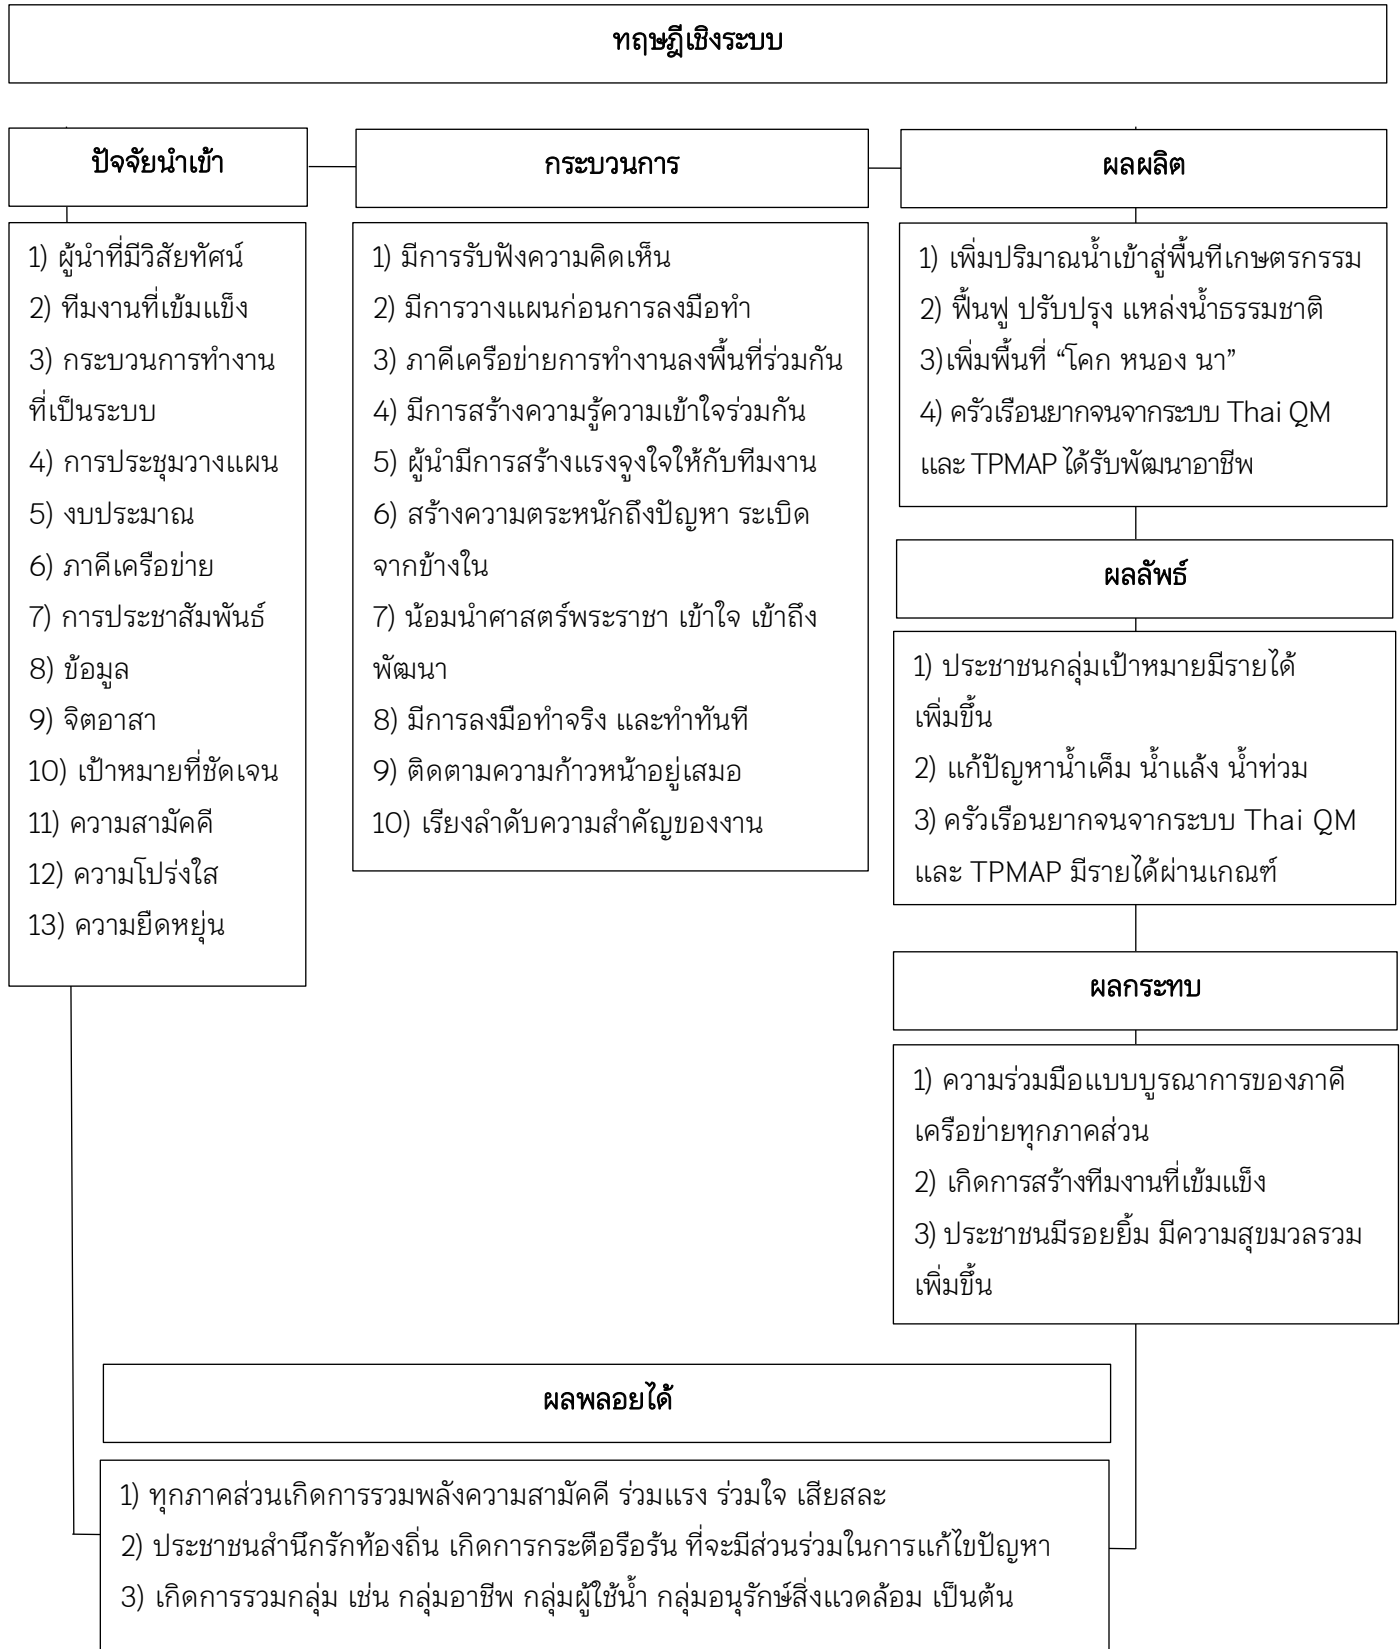 ทฤษฎีเชิงระบบ
ปัจจัยนำเข้า
1) ผู้นำที่มีวิสัยทัศน์
2) ทีมงานที่เข้มแข็ง
3) กระบวนการทำงาน
ที่เป็นระบบ
4) การประชุมวางแผน
5) งบประมาณ
6) ภาคีเครือข่าย
7) การประชาสัมพันธ์
8) ข้อมูล
9) จิตอาสา
10) เป้าหมายที่ชัดเจน
11) ความสามัคคี
12) ความโปร่งใส
13) ความยืดหยุ่น
กระบวนการ
1) มีการรับฟังความคิดเห็น
2) มีการวางแผนก่อนการลงมือทำ
3) ภาคีเครือข่ายการทำงานลงพื้นที่ร่วมกัน
4) มีการสร้างความรู้ความเข้าใจร่วมกัน
5) ผู้นำมีการสร้างแรงจูงใจให้กับทีมงาน
6) สร้างความตระหนักถึงปัญหา ระเบิด
จากข้างใน
7) น้อมนำศาสตร์พระราชา เข้าใจ เข้าถึง
พัฒนา
8) มีการลงมือทำจริง และทำทันที
9) ติดตามความก้าวหน้าอยู่เสมอ
10) เรียงลำดับความสำคัญของงาน
ผลผลิต
1) เพิ่มปริมาณน้ำเข้าสู่พื้นที่เกษตรกรรม
2) ฟื้นฟู ปรับปรุง แหล่งน้ำธรรมชาติ
3)เพิ่มพื้นที่ “โคก หนอง นา”
4) ครัวเรือนยากจนจากระบบ Thai QM
และ TPMAP ได้รับพัฒนาอาชีพ
ผลลัพธ์
1) ประชาชนกลุ่มเป้าหมายมีรายได้
เพิ่มขึ้น
2) แก้ปัญหาน้ำเค็ม น้ำแล้ง น้ำท่วม
3) ครัวเรือนยากจนจากระบบ Thai QM
และ TPMAP มีรายได้ผ่านเกณฑ์
ผลกระทบ
1) ความร่วมมือแบบบูรณาการของภาคี
เครือข่ายทุกภาคส่วน
2) เกิดการสร้างทีมงานที่เข้มแข็ง
3) ประชาชนมีรอยยิ้ม มีความสุขมวลรวม
เพิ่มขึ้น
ผลพลอยได้
1) ทุกภาคส่วนเกิดการรวมพลังความสามัคคี ร่วมแรง ร่วมใจ เสียสละ
2) ประชาชนสำนึกรักท้องถิ่น เกิดการกระตือรือร้น ที่จะมีส่วนร่วมในการแก้ไขปัญหา
3) เกิดการรวมกลุ่ม เช่น กลุ่มอาชีพ กลุ่มผู้ใช้น้ำ กลุ่มอนุรักษ์สิ่งแวดล้อม เป็นต้น